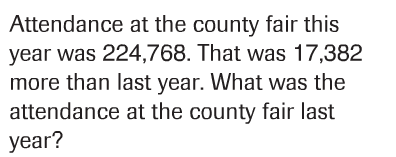 Attendance at the county fair this
year was 224,768. That was 17,382
more than last year. What was the
attendance at the county fair last
year?